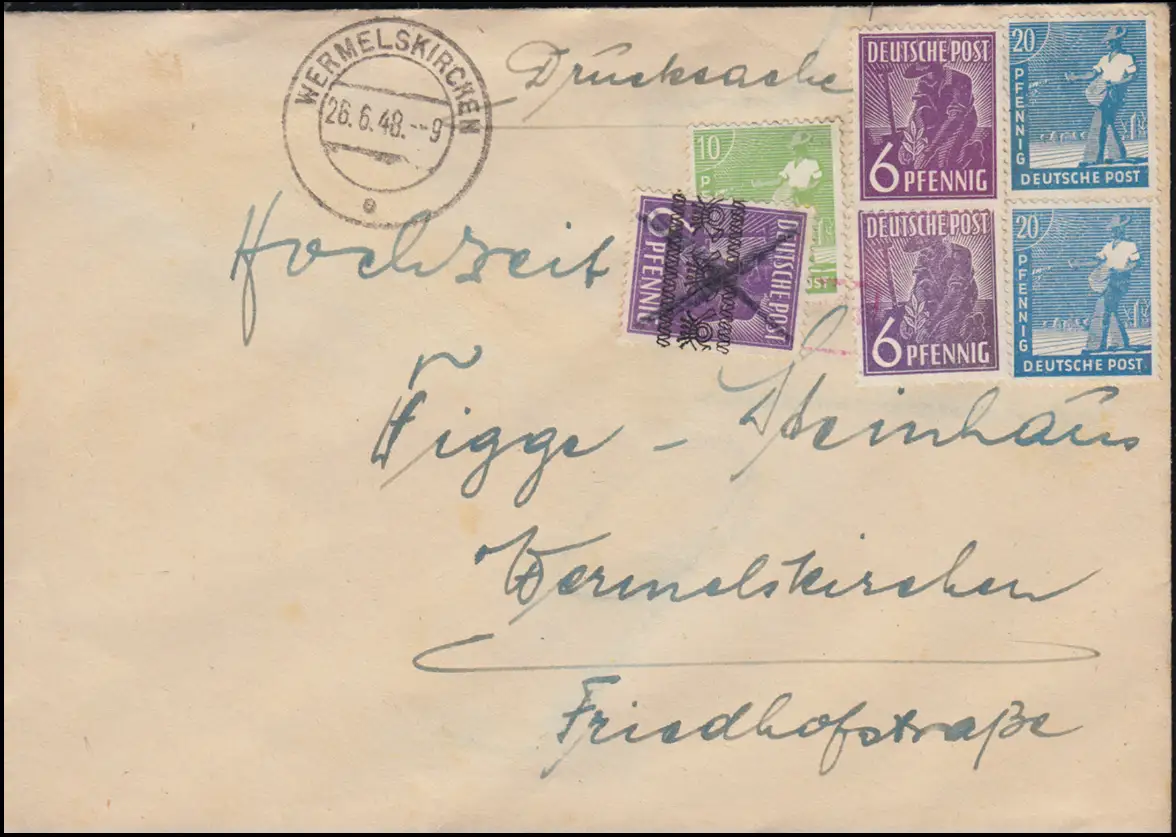 WERMELSKIRCHEN
26.6.48.--9
e
Drucksache
DEUTSCHE POST
6 PFENNIG
20
PFENNIG
DEUTSCHE POST
10
DEUTSCHE POST
6 PFENNIG
DEUTSCHE POST
6 PFENNIG
20
PFENNIG
DEUTSCHE POST
Hochzeit
Figge - Steinhaus
Wermelskirchen
Friedhofstraße